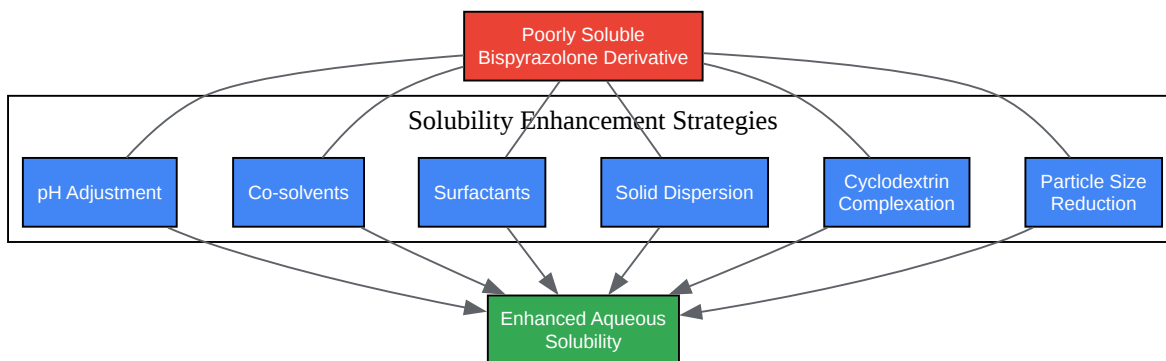 Poorly Soluble
Bispyrazolone Derivative
Solubility Enhancement Strategies
pH Adjustment
Co-solvents
Surfactants
Solid Dispersion
Cyclodextrin
Complexation
Particle Size
Reduction
Enhanced Aqueous
Solubility